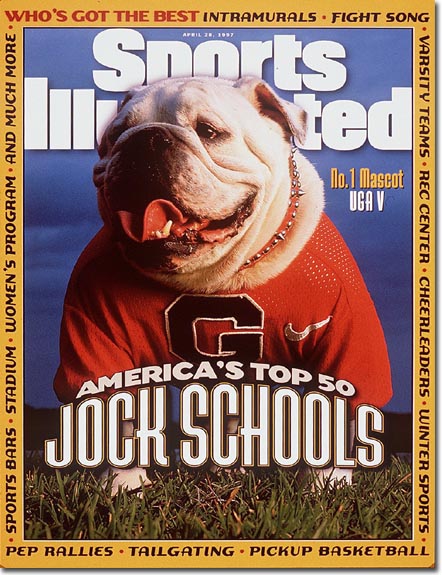 WHO'S GOT THE BEST INTRAMURALS • FIGHT SONG •
VARSITY TEAMS • REC CENTER • CHEERLEADERS • WINTER SPORTS
PEP RALLIES • TAILGATING • PICKUP BASKETBALL
• SPORTS BARS • STADIUM • WOMEN'S PROGRAM • AND MUCH MORE •
APRIL 28, 1997
Sports
Illustrated
No.1 Mascot
UGA V
G
AMERICA'S TOP 50
JOCK SCHOOLS